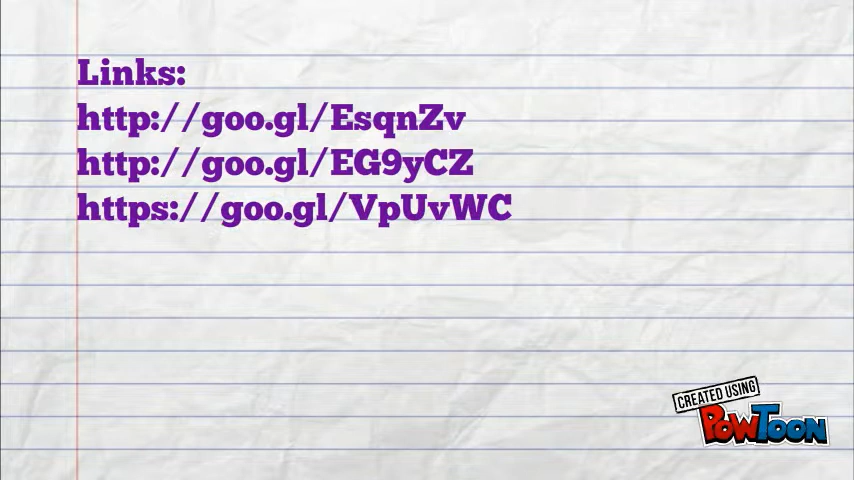 Links:
http://goo.gl/EsqnZv
http://goo.gl/EG9yCZ
https://goo.gl/VpUvWC
CREATED USING
POWTOON